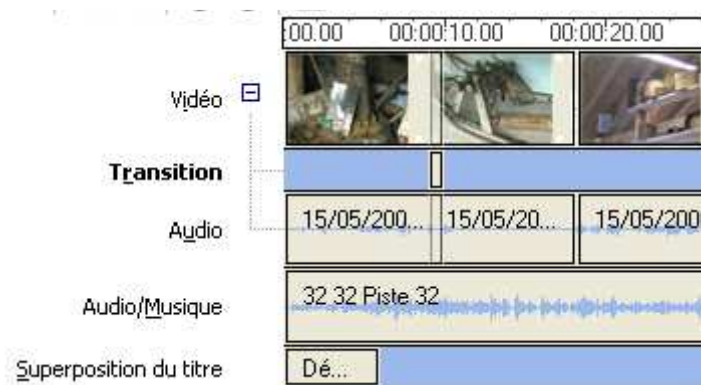 :00.00 00:00:10.00 00:00:20.00
Vidéo
Transition
Audio 15/05/200... 15/05/20... 15/05/200
Audio/Musique 32 32 Piste 32
Superposition du titre Dé...